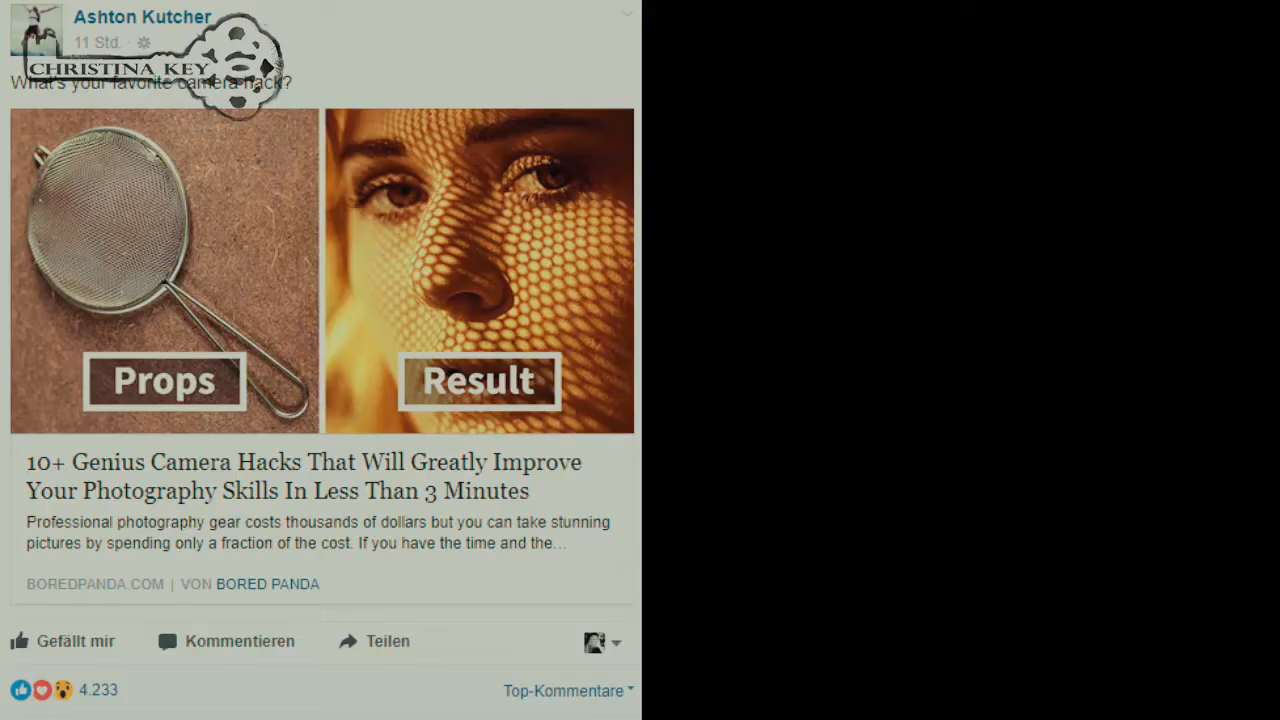 Ashton Kutcher
11 Std. ·
CHRISTINA KEY
What's your favorite camera hack?
Props
Result
10+ Genius Camera Hacks That Will Greatly Improve
Your Photography Skills In Less Than 3 Minutes
Professional photography gear costs thousands of dollars but you can take stunning
pictures by spending only a fraction of the cost. If you have the time and the...
BOREDPANDA.COM | VON BORED PANDA
Gefällt mir Kommentieren Teilen
4.233 Top-Kommentare